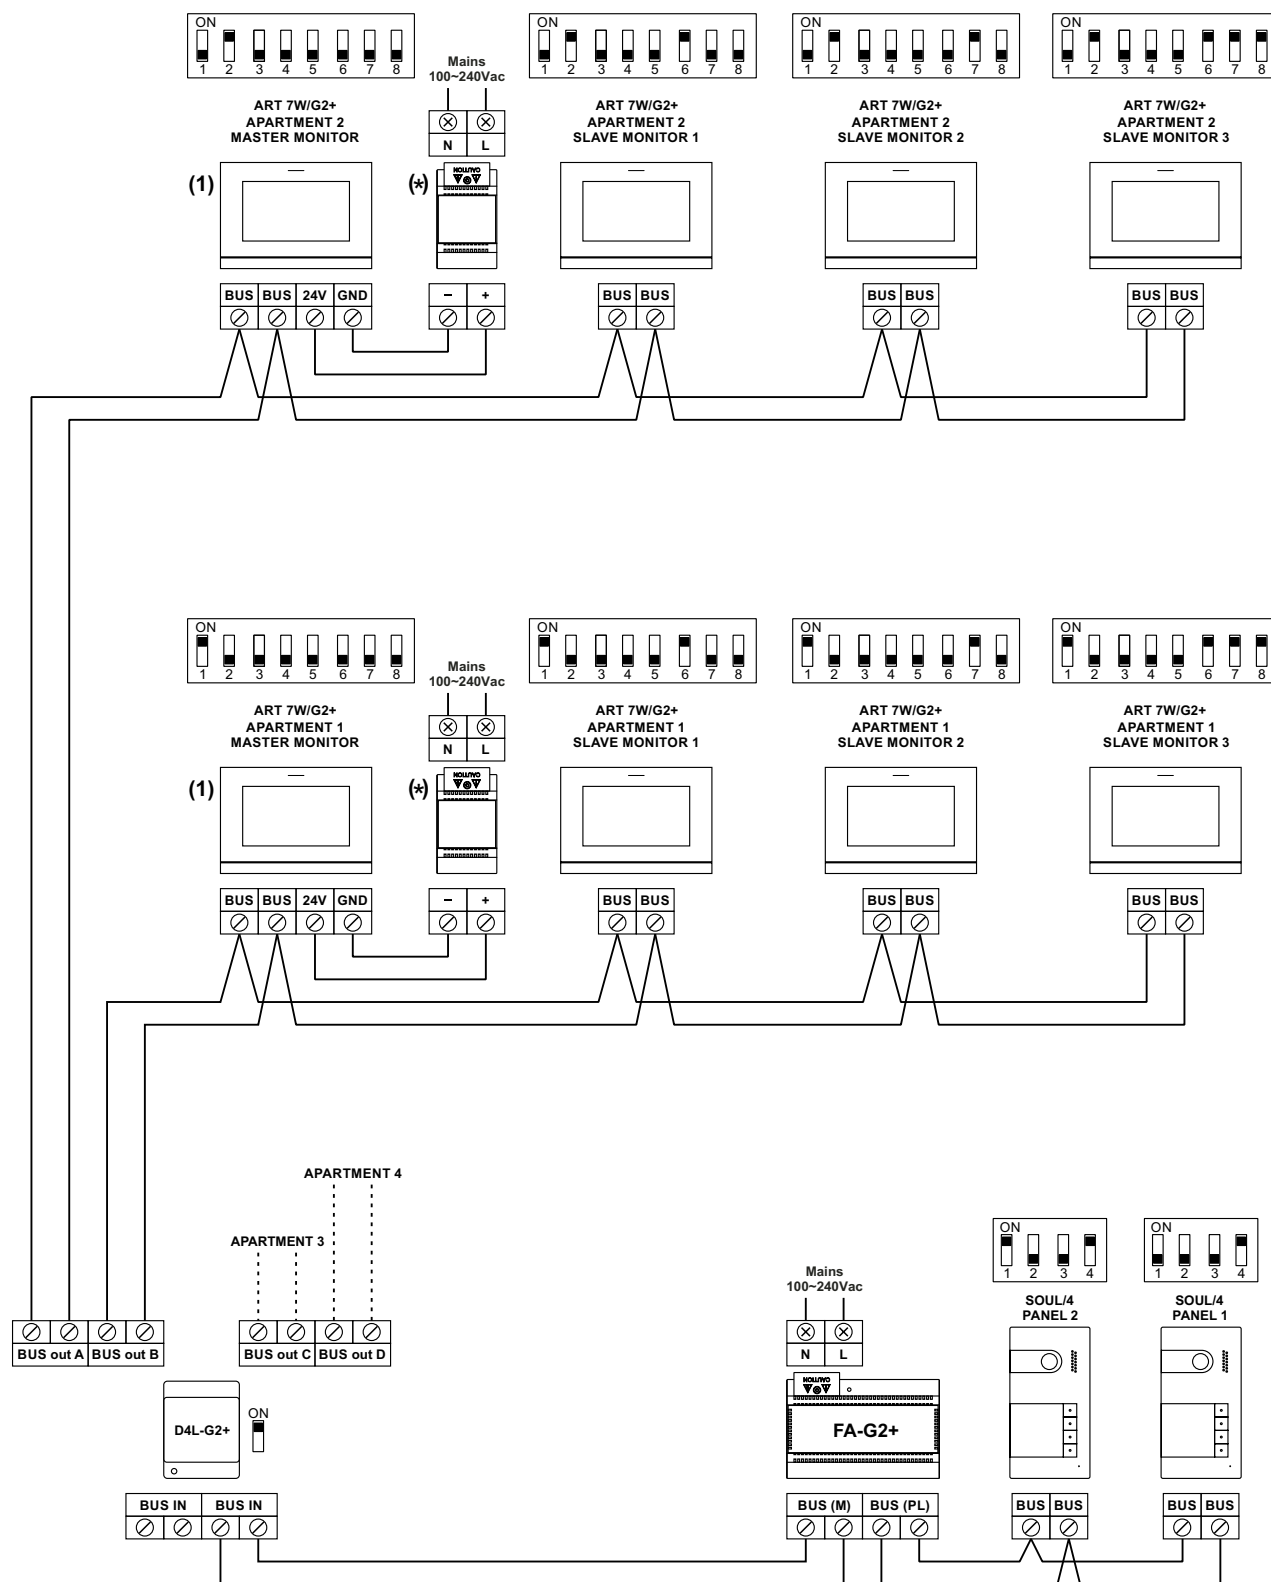 ON ON ON ON
1 2 3 4 5 6 7 8 1 2 3 4 5 6 7 8 1 2 3 4 5 6 7 8 1 2 3 4 5 6 7 8
Mains
100~240Vac
N L
ART 7W/G2+
APARTMENT 2
MASTER MONITOR
ART 7W/G2+
APARTMENT 2
SLAVE MONITOR 1
ART 7W/G2+
APARTMENT 2
SLAVE MONITOR 2
ART 7W/G2+
APARTMENT 2
SLAVE MONITOR 3
(1) (*)
CAUTION
BUS BUS 24V GND – + BUS BUS BUS BUS BUS BUS
ON ON ON ON
1 2 3 4 5 6 7 8 1 2 3 4 5 6 7 8 1 2 3 4 5 6 7 8 1 2 3 4 5 6 7 8
Mains
100~240Vac
N L
ART 7W/G2+
APARTMENT 1
MASTER MONITOR
ART 7W/G2+
APARTMENT 1
SLAVE MONITOR 1
ART 7W/G2+
APARTMENT 1
SLAVE MONITOR 2
ART 7W/G2+
APARTMENT 1
SLAVE MONITOR 3
(1) (*)
CAUTION
BUS BUS 24V GND – + BUS BUS BUS BUS BUS BUS
APARTMENT 4
APARTMENT 3
BUS out A BUS out B BUS out C BUS out D
D4L-G2+
ON
BUS IN BUS IN
Mains
100~240Vac
N L
CAUTION
FA-G2+
BUS (M) BUS (PL)
ON
1 2 3 4
SOUL/4
PANEL 2
BUS BUS
ON
1 2 3 4
SOUL/4
PANEL 1
BUS BUS